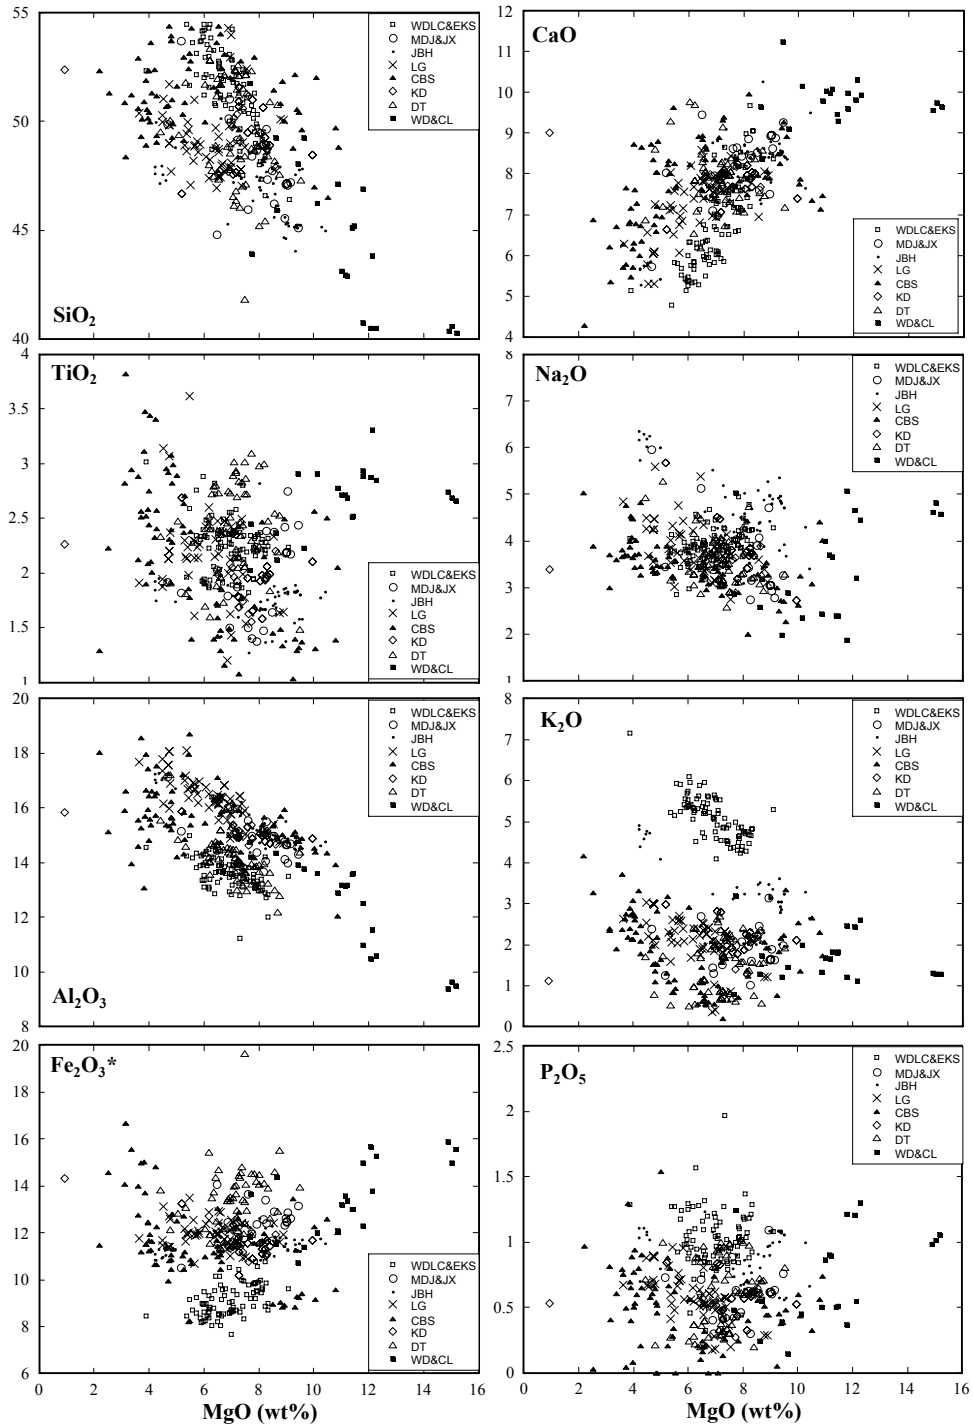 55
50
45
40
SiO2
WDLC&EKS
MDJ&JX
JBH
LG
CBS
KD
DT
WD&CL
12
11
10
9
8
7
6
5
4
CaO
WDLC&EKS
MDJ&JX
JBH
LG
CBS
KD
DT
WD&CL
4
3.5
3
2.5
2
1.5
1
TiO2
WDLC&EKS
MDJ&JX
JBH
LG
CBS
KD
DT
WD&CL
8
7
6
5
4
3
2
1
Na2O
WDLC&EKS
MDJ&JX
JBH
LG
CBS
KD
DT
WD&CL
20
18
16
14
12
10
8
Al2O3
WDLC&EKS
MDJ&JX
JBH
LG
CBS
KD
DT
WD&CL
8
7
6
5
4
3
2
1
0
K2O
WDLC&EKS
MDJ&JX
JBH
LG
CBS
KD
DT
WD&CL
20
18
16
14
12
10
8
6
Fe2O3*
WDLC&EKS
MDJ&JX
JBH
LG
CBS
KD
DT
WD&CL
0 2 4 6 8 10 12 14 16
MgO (wt%)
2.5
2
1.5
1
0.5
0
P2O5
WDLC&EKS
MDJ&JX
JBH
LG
CBS
KD
DT
WD&CL
0 2 4 6 8 10 12 14 16
MgO (wt%)